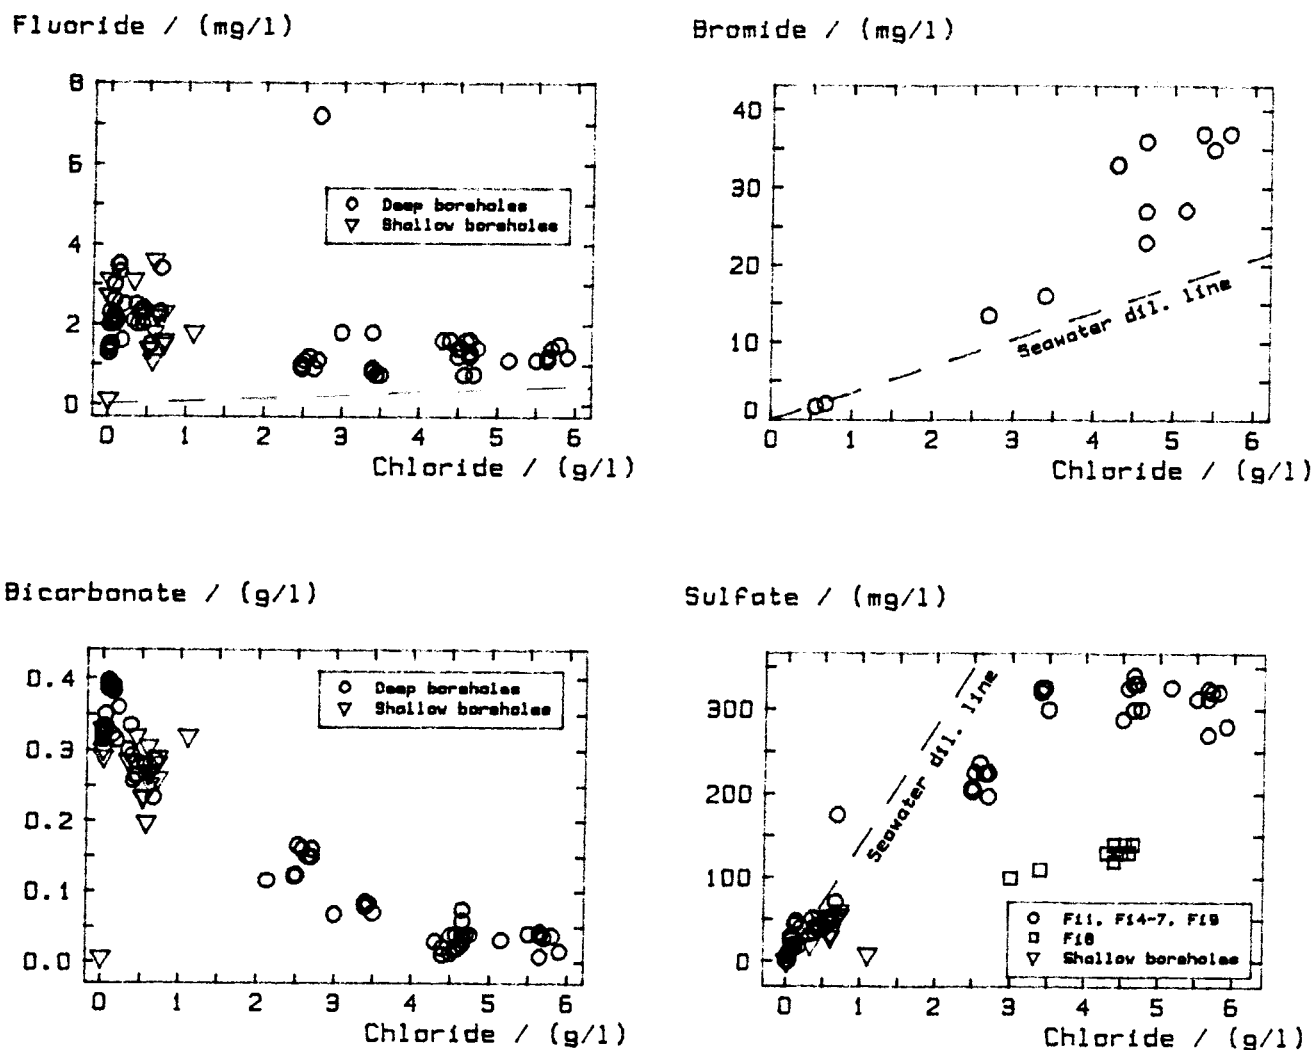 Fluoride / (mg/l)
8
6
4
2
0
Deep boreholes
Shallow boreholes
0 1 2 3 4 5 6
Chloride / (g/l)
Bromide / (mg/l)
40
30
20
10
0
Seawater dil. line
0 1 2 3 4 5 6
Chloride / (g/l)
Bicarbonate / (g/l)
0.4
0.3
0.2
0.1
0.0
Deep boreholes
Shallow boreholes
0 1 2 3 4 5 6
Chloride / (g/l)
Sulfate / (mg/l)
300
200
100
0
Seawater dil. line
Fi1, Fi4-7, Fi9
Fi8
Shallow boreholes
0 1 2 3 4 5 6
Chloride / (g/l)